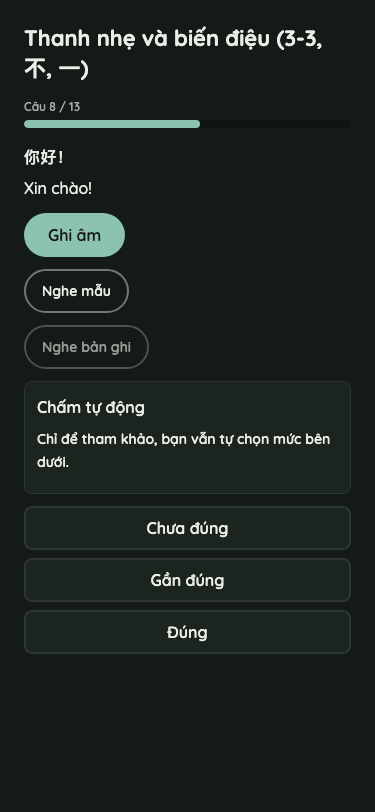 Thanh nhẹ và biến điệu (3-3,
不, 一)
Câu 8 / 13
你好！
Xin chào!
Ghi âm
Nghe mẫu
Nghe bản ghi
Chấm tự động
Chỉ để tham khảo, bạn vẫn tự chọn mức bên
dưới.
Chưa đúng
Gần đúng
Đúng